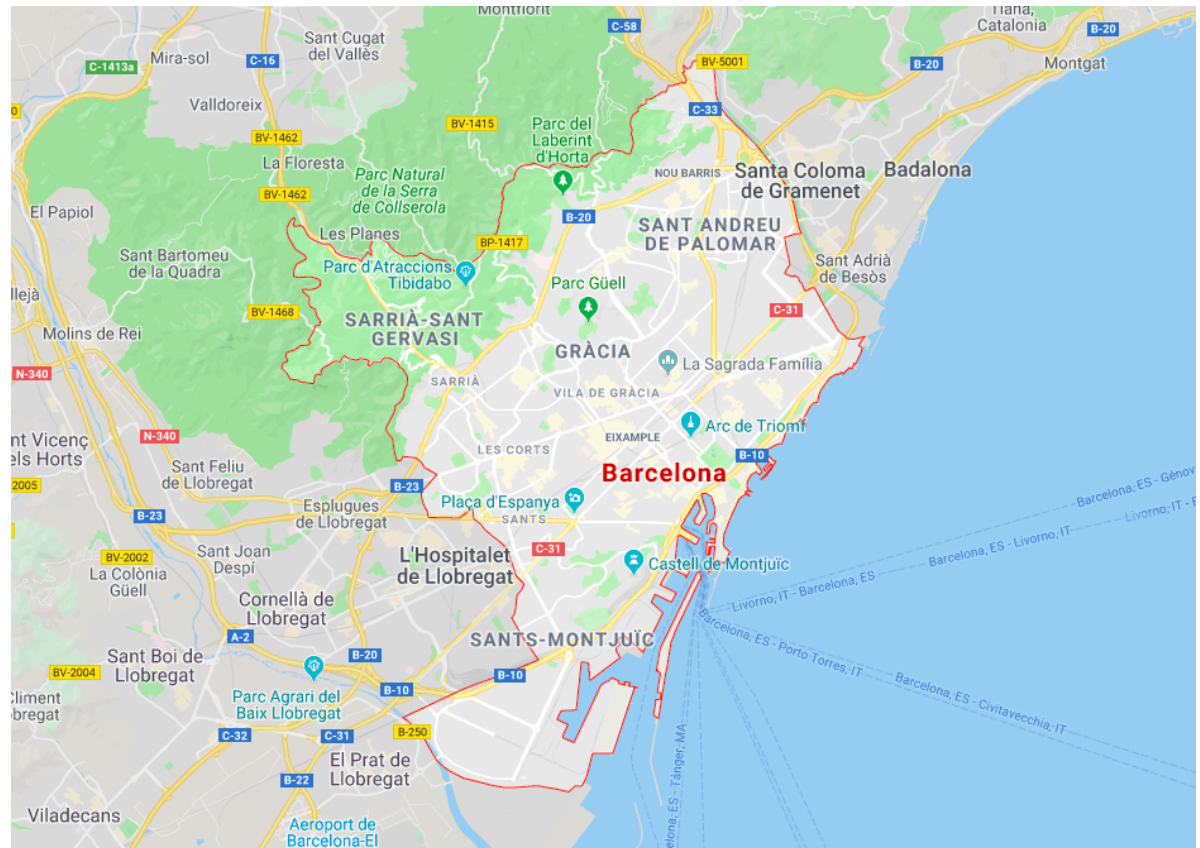 Montflorit
Tiana,
Catalonia
C-58
B-20
Sant Cugat
del Vallès
Mira-sol
C-16
BV-5001
B-20
Montgat
C-1413a
Valldoreix
C-33
BV-1415
Parc del
Laberint
d'Horta
BV-1462
La Floresta
Parc Natural
de la Serra
de Collserola
NOU BARRIS
Santa Coloma
de Gramenet
Badalona
BV-1462
El Papiol
B-20
SANT ANDREU
DE PALOMAR
Les Planes
BP-1417
Sant Bartomeu
de la Quadra
Parc d'Atraccions
Tibidabo
Sant Adrià
de Besòs
Parc Güell
BV-1468
C-31
SARRIÀ-SANT
GERVASI
Molins de Rei
GRÀCIA
La Sagrada Família
N-340
SARRIÀ
VILA DE GRÀCIA
Arc de Triomf
N-340
EIXAMPLE
LES CORTS
B-10
Sant Feliu
de Llobregat
Barcelona
B-23
2005
Plaça d'Espanya
Esplugues
de Llobregat
SANTS
B-23
C-31
Barcelona, ES - Livorno, IT
L'Hospitalet
de Llobregat
Sant Joan
Despí
BV-2002
La Colònia
Güell
Castell de Montjuïc
Cornellà de
Llobregat
Livorno, IT - Barcelona, ES
Barcelona, ES - Porto Torres, IT
A-2
SANTS-MONTJUÏC
Sant Boi de
Llobregat
B-20
BV-2004
B-10
Barcelona, ES - Civitavecchia, IT
B-10
Parc Agrari del
Baix Llobregat
B-250
C-32
C-31
El Prat de
Llobregat
B-22
Viladecans
Aeroport de
Barcelona-El